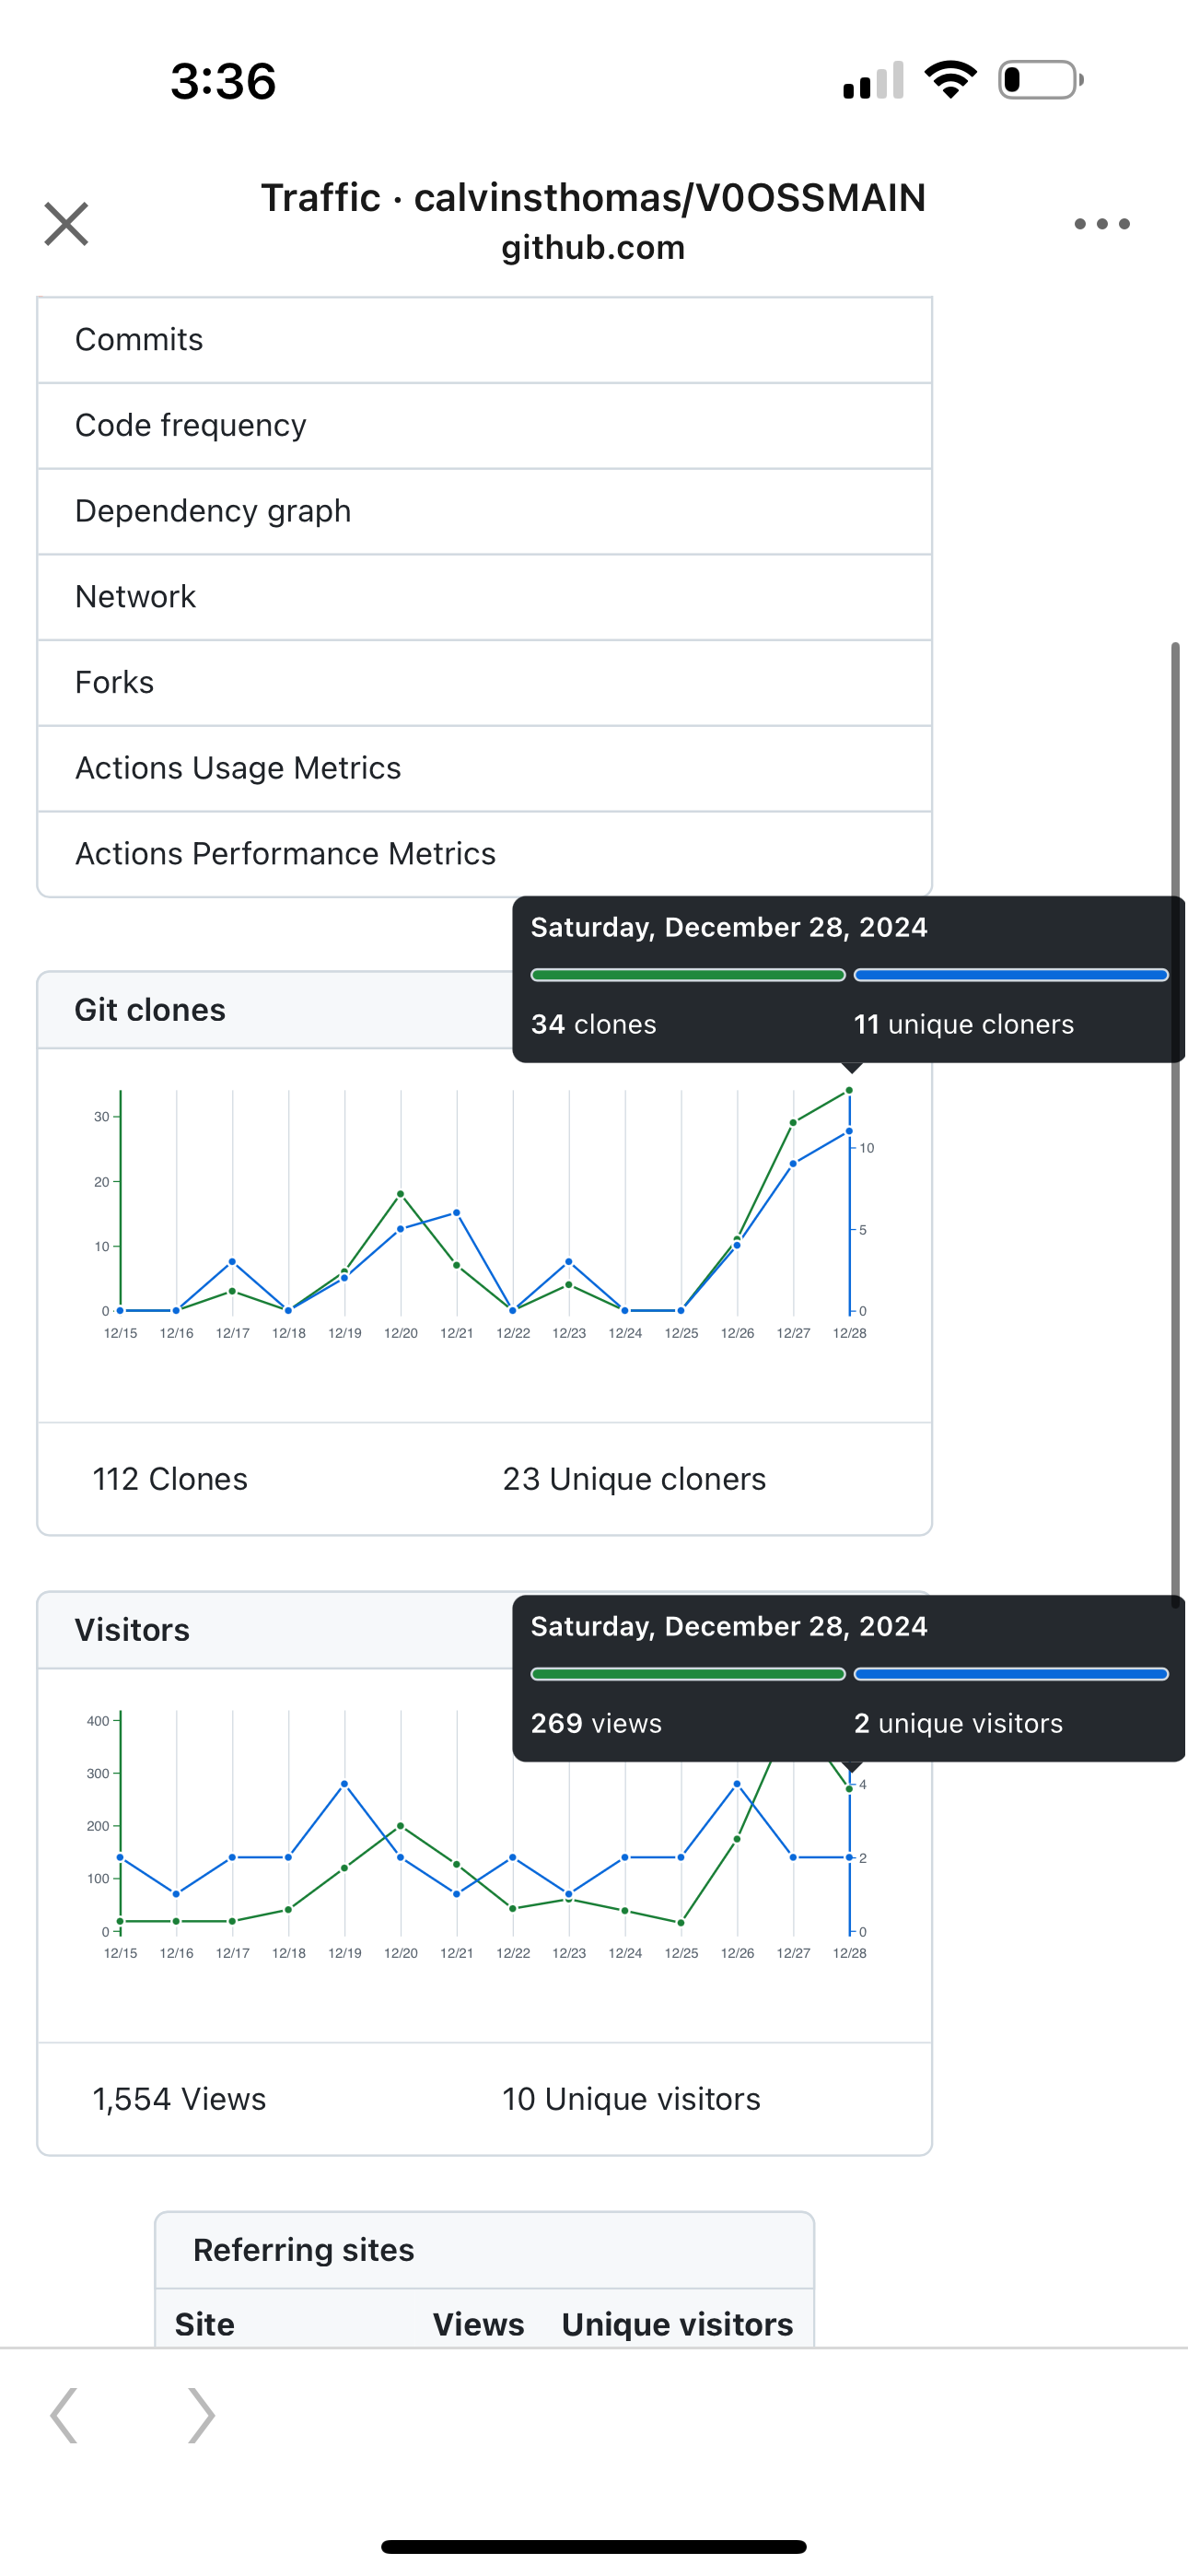 3:36
Traffic · calvinsthomas/V0OSSMAIN
github.com
Commits
Code frequency
Dependency graph
Network
Forks
Actions Usage Metrics
Actions Performance Metrics
Saturday, December 28, 2024
34 clones 11 unique cloners
Git clones
30
20
10
0
10
5
0
12/15 12/16 12/17 12/18 12/19 12/20 12/21 12/22 12/23 12/24 12/25 12/26 12/27 12/28
112 Clones 23 Unique cloners
Saturday, December 28, 2024
269 views 2 unique visitors
Visitors
400
300
200
100
0
4
2
0
12/15 12/16 12/17 12/18 12/19 12/20 12/21 12/22 12/23 12/24 12/25 12/26 12/27 12/28
1,554 Views 10 Unique visitors
Referring sites
Site Views Unique visitors